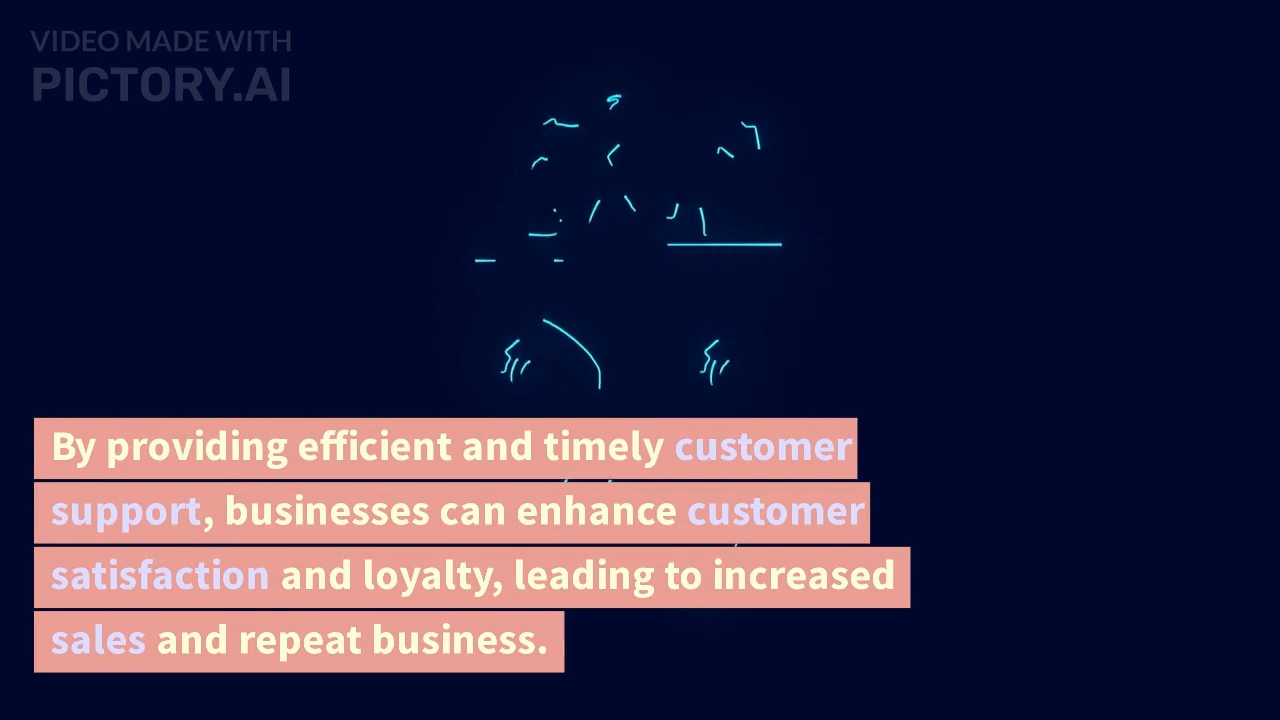 VIDEO MADE WITH
PICTORY.AI
By providing efficient and timely customer
support, businesses can enhance customer
satisfaction and loyalty, leading to increased
sales and repeat business.